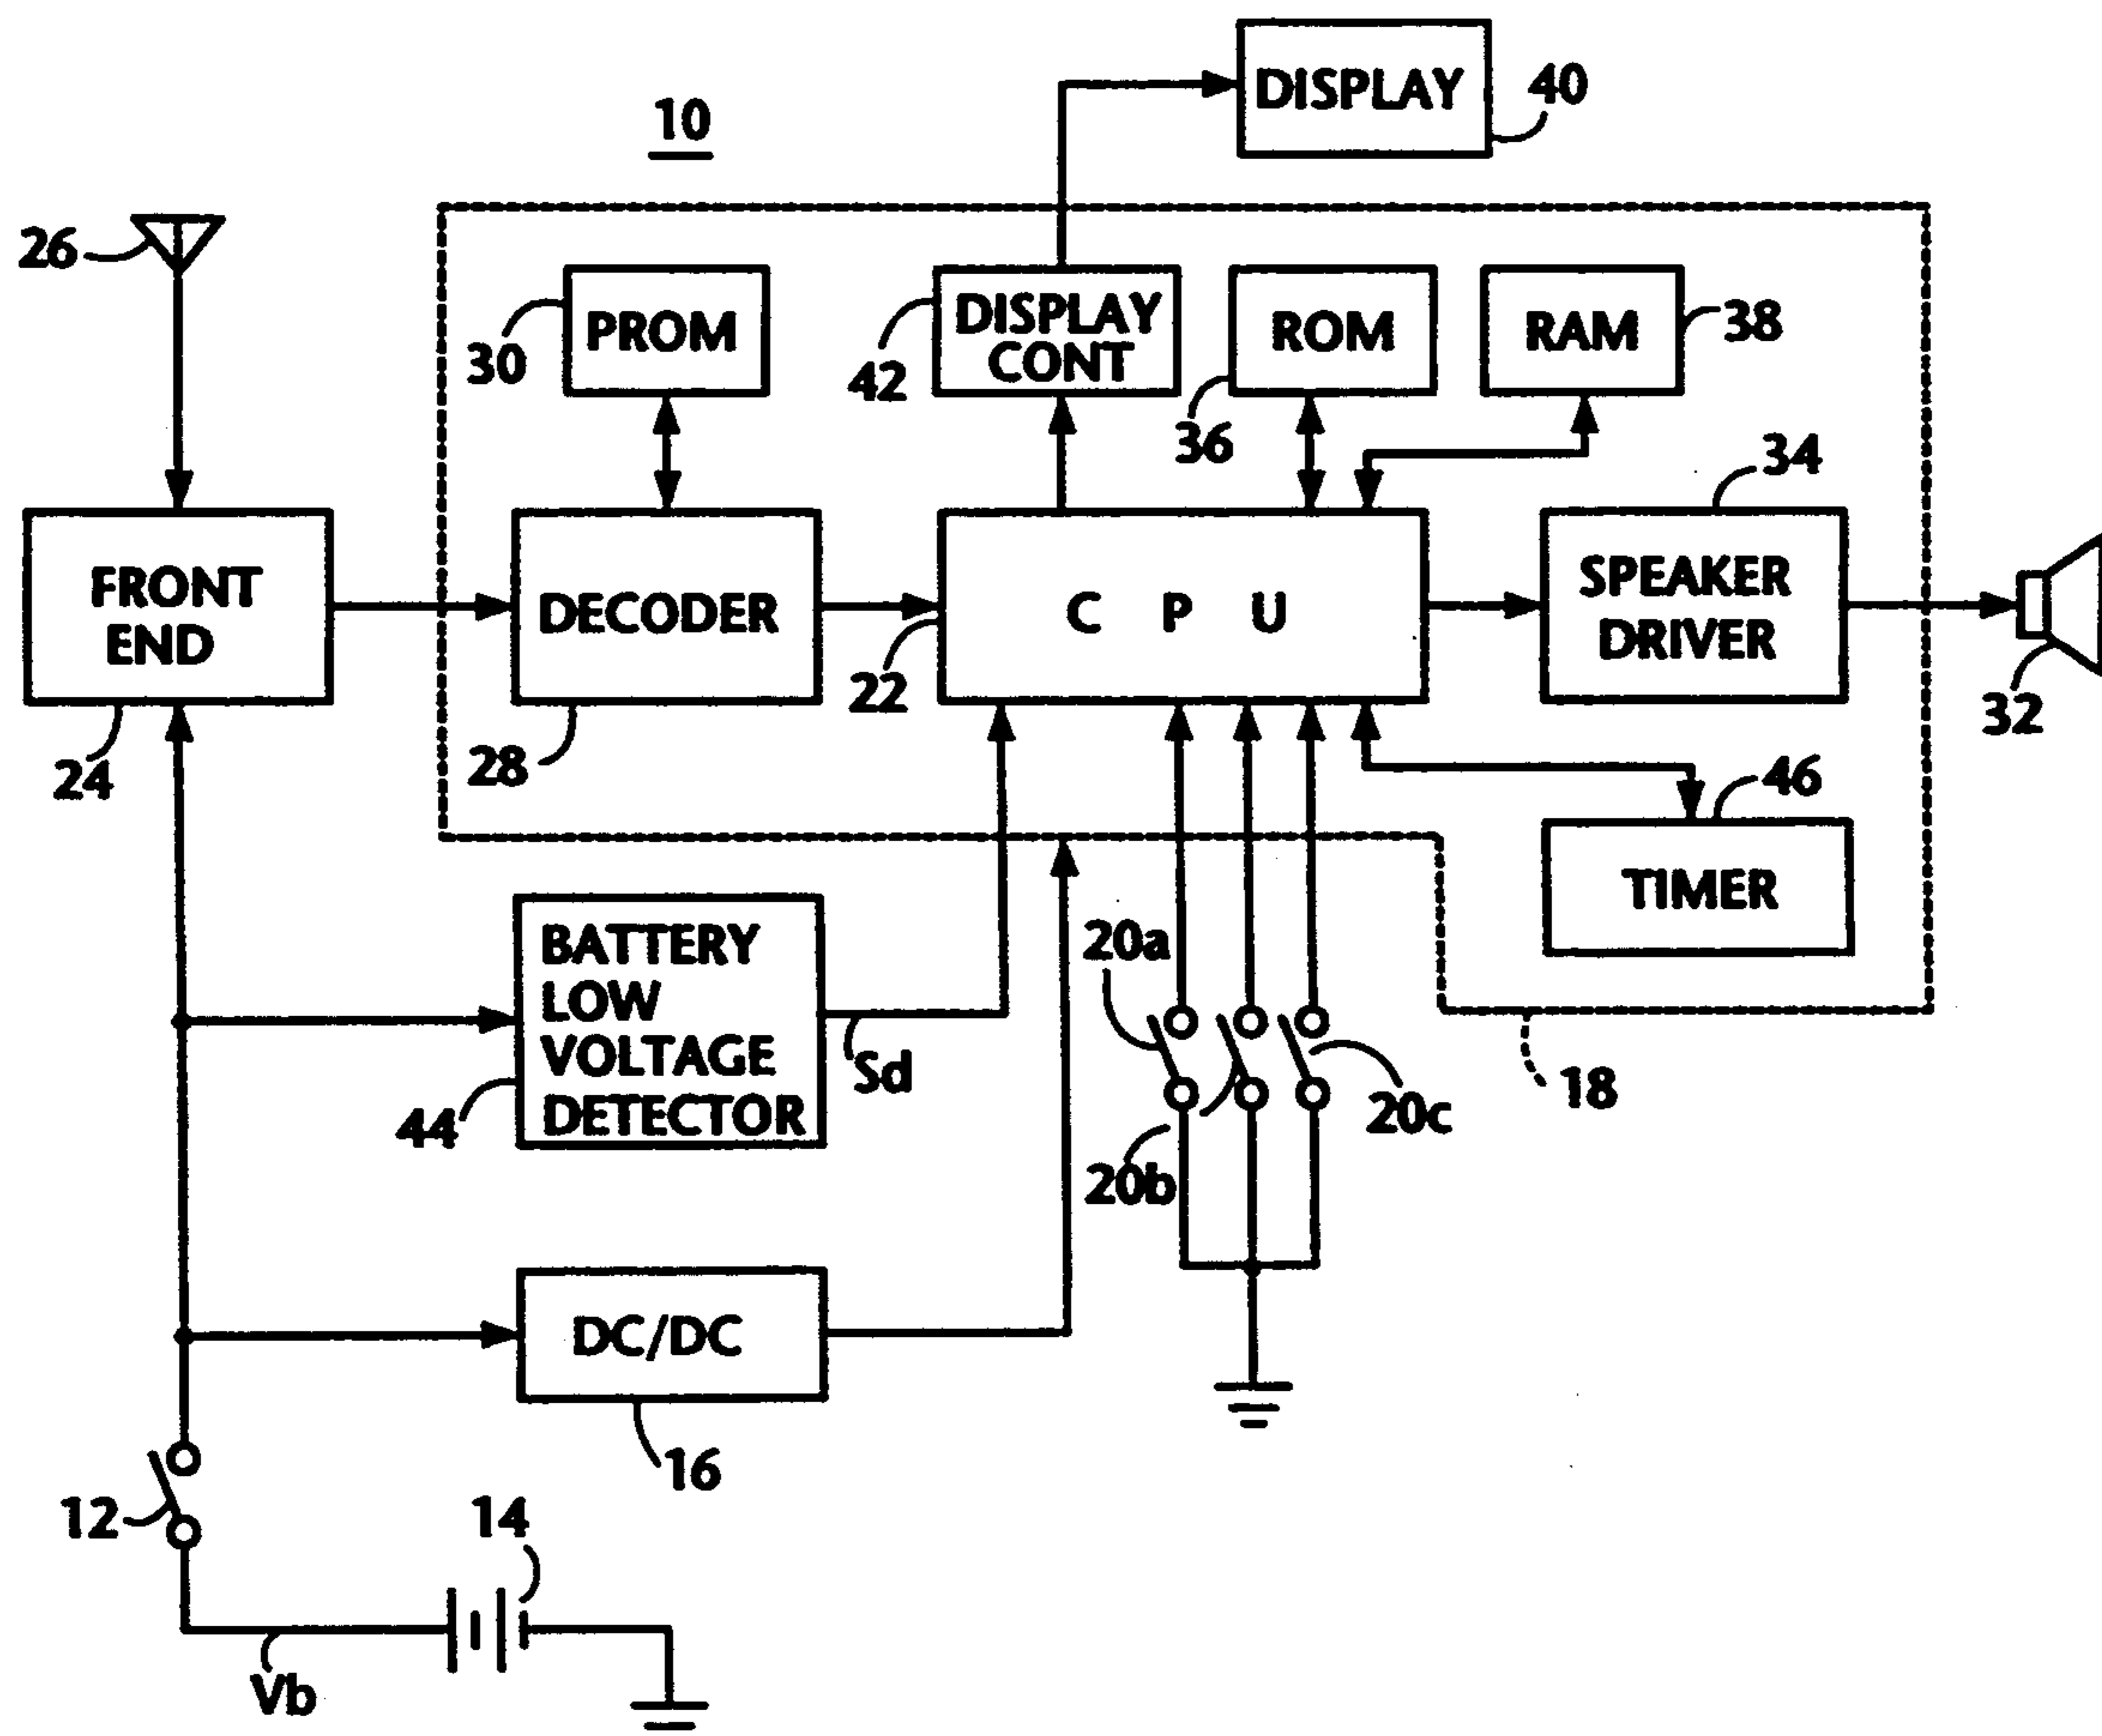 10
DISPLAY
40
26
PROM
30
DISPLAY
CONT
42
ROM
36
RAM
38
34
FRONT
END
24
DECODER
28
C P U
22
SPEAKER
DRIVER
32
46
TIMER
BATTERY
LOW
VOLTAGE
DETECTOR
44
Sd
20a
20b
20c
18
DC/DC
16
12
14
Vb